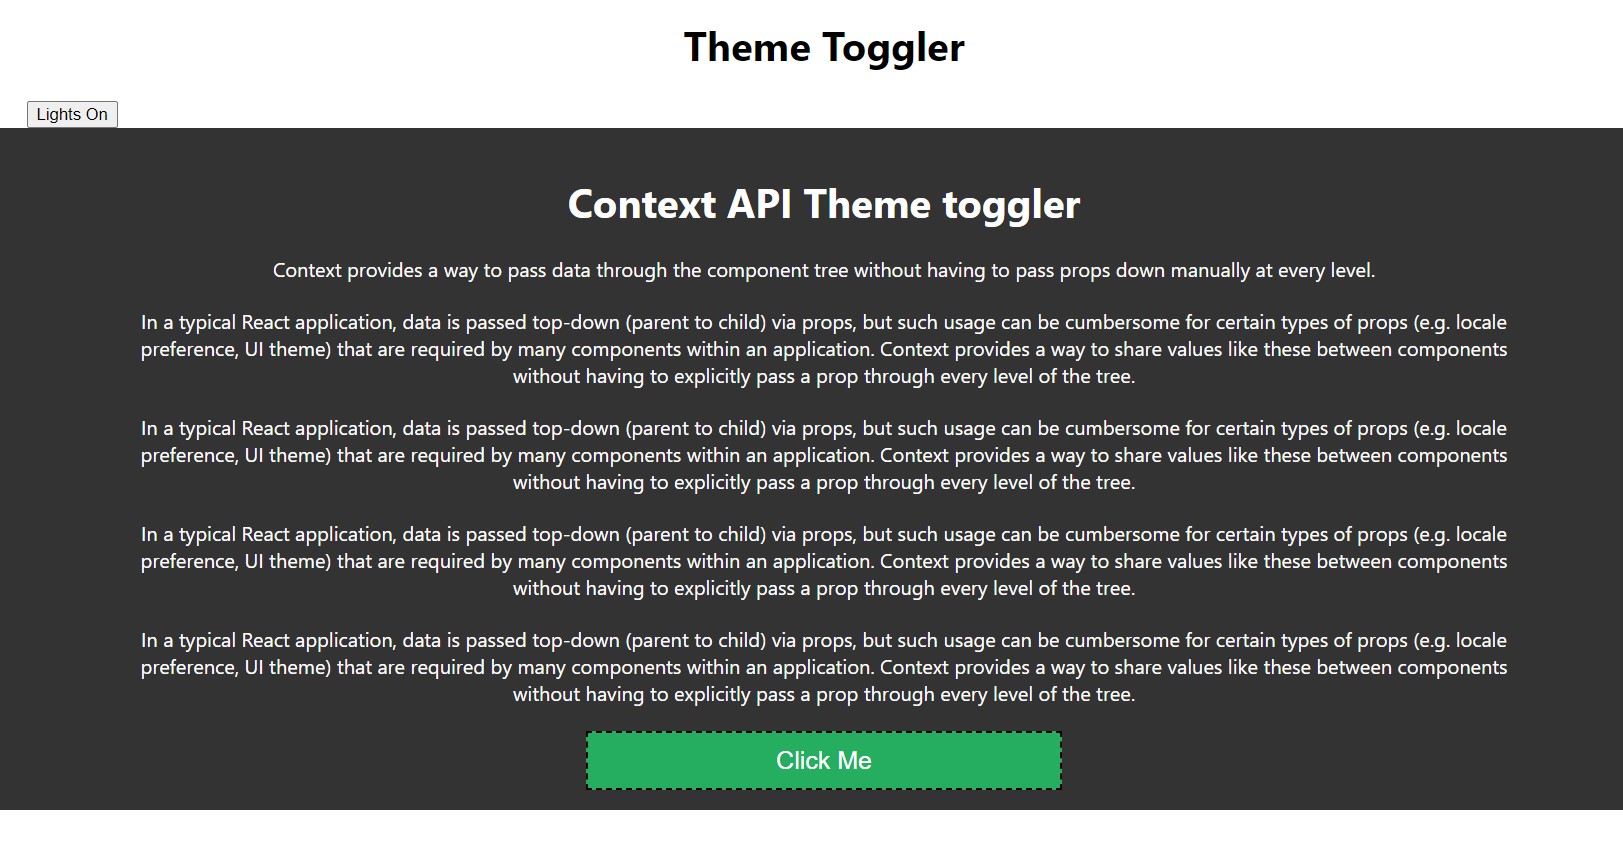 Theme Toggler
Lights On
Context API Theme toggler
Context provides a way to pass data through the component tree without having to pass props down manually at every level.
In a typical React application, data is passed top-down (parent to child) via props, but such usage can be cumbersome for certain types of props (e.g. locale
preference, UI theme) that are required by many components within an application. Context provides a way to share values like these between components
without having to explicitly pass a prop through every level of the tree.
In a typical React application, data is passed top-down (parent to child) via props, but such usage can be cumbersome for certain types of props (e.g. locale
preference, UI theme) that are required by many components within an application. Context provides a way to share values like these between components
without having to explicitly pass a prop through every level of the tree.
In a typical React application, data is passed top-down (parent to child) via props, but such usage can be cumbersome for certain types of props (e.g. locale
preference, UI theme) that are required by many components within an application. Context provides a way to share values like these between components
without having to explicitly pass a prop through every level of the tree.
In a typical React application, data is passed top-down (parent to child) via props, but such usage can be cumbersome for certain types of props (e.g. locale
preference, UI theme) that are required by many components within an application. Context provides a way to share values like these between components
without having to explicitly pass a prop through every level of the tree.
Click Me